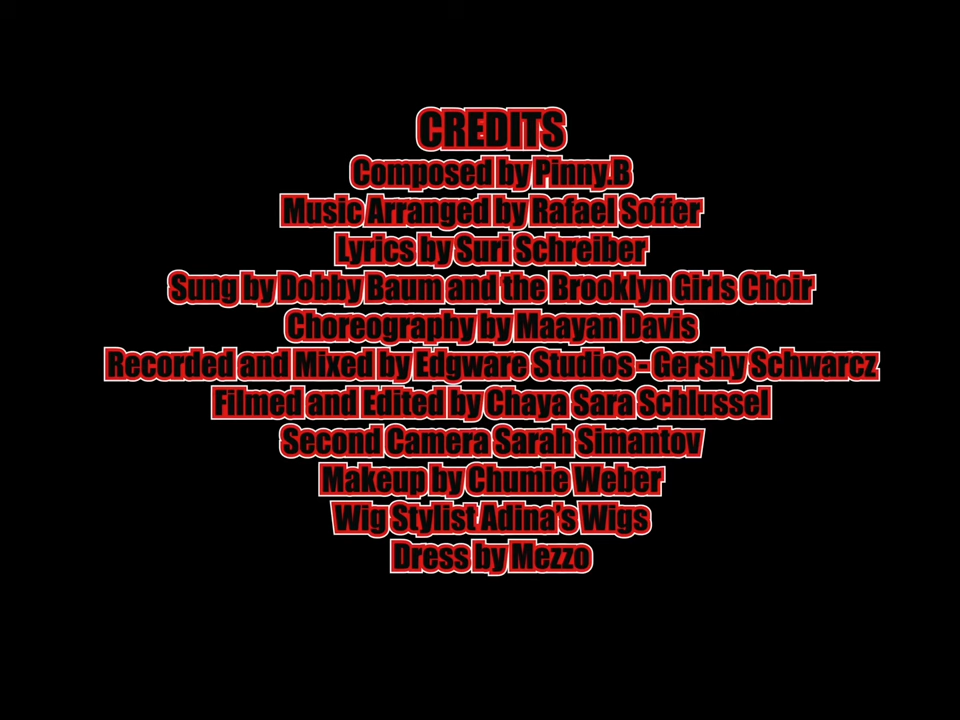 CREDITS
Composed by Pinny.B
Music Arranged by Rafael Soffer
Lyrics by Suri Schreiber
Sung by Dobby Baum and the Brooklyn Girls Choir
Choreography by Maayan Davis
Recorded and Mixed by Edgware Studios - Gershy Schwarcz
Filmed and Edited by Chaya Sara Schlussel
Second Camera Sarah Simantov
Makeup by Chumie Weber
Wig Stylist Adina's Wigs
Dress by Mezzo